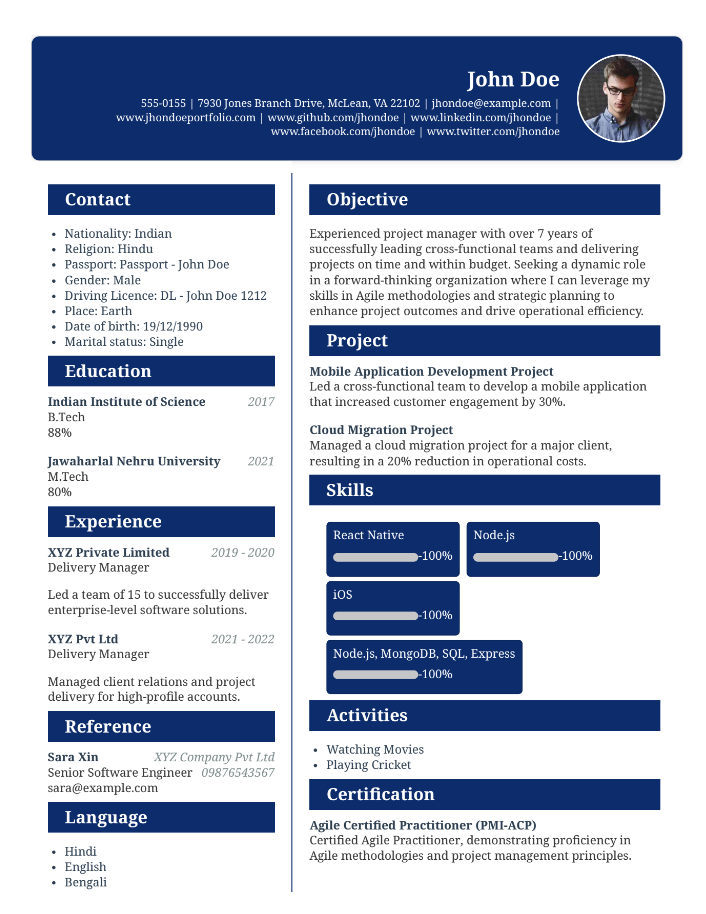 John Doe
555-0155 | 7930 Jones Branch Drive, McLean, VA 22102 | jhondoe@example.com |
www.jhondoeportfolio.com | www.github.com/jhondoe | www.linkedin.com/jhondoe |
www.facebook.com/jhondoe | www.twitter.com/jhondoe
Contact
• Nationality: Indian
• Religion: Hindu
• Passport: Passport - John Doe
• Gender: Male
• Driving Licence: DL - John Doe 1212
• Place: Earth
• Date of birth: 19/12/1990
• Marital status: Single
Education
Indian Institute of Science 2017
B.Tech
88%
Jawaharlal Nehru University 2021
M.Tech
80%
Experience
XYZ Private Limited 2019 - 2020
Delivery Manager
Led a team of 15 to successfully deliver
enterprise-level software solutions.
XYZ Pvt Ltd 2021 - 2022
Delivery Manager
Managed client relations and project
delivery for high-profile accounts.
Reference
Sara Xin XYZ Company Pvt Ltd
Senior Software Engineer 09876543567
sara@example.com
Language
• Hindi
• English
• Bengali
Objective
Experienced project manager with over 7 years of
successfully leading cross-functional teams and delivering
projects on time and within budget. Seeking a dynamic role
in a forward-thinking organization where I can leverage my
skills in Agile methodologies and strategic planning to
enhance project outcomes and drive operational efficiency.
Project
Mobile Application Development Project
Led a cross-functional team to develop a mobile application
that increased customer engagement by 30%.
Cloud Migration Project
Managed a cloud migration project for a major client,
resulting in a 20% reduction in operational costs.
Skills
React Native
-100%
Node.js
-100%
iOS
-100%
Node.js, MongoDB, SQL, Express
-100%
Activities
• Watching Movies
• Playing Cricket
Certification
Agile Certified Practitioner (PMI-ACP)
Certified Agile Practitioner, demonstrating proficiency in
Agile methodologies and project management principles.